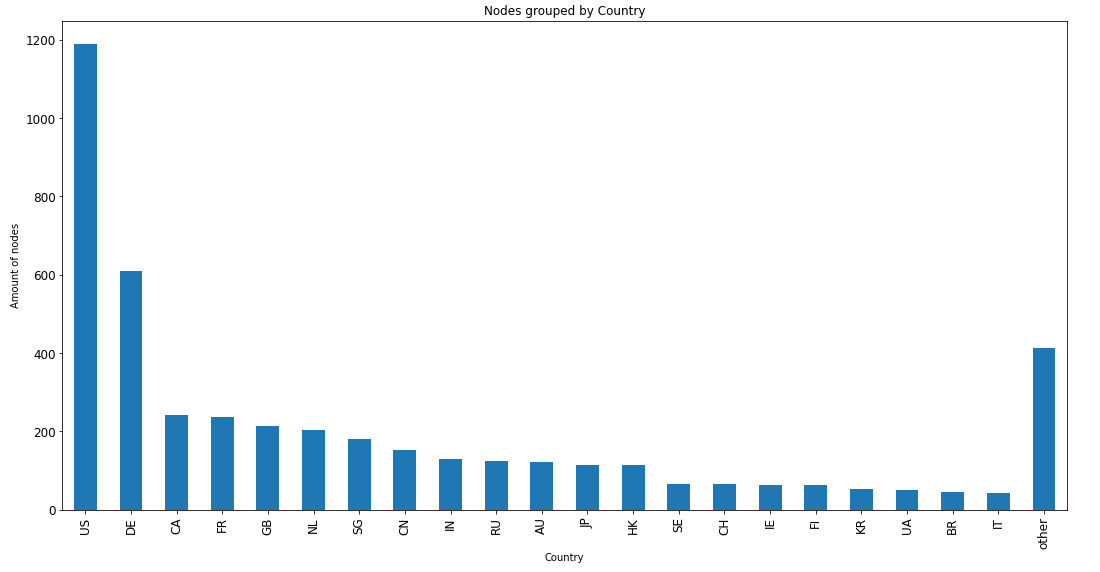 Nodes grouped by Country
1200
1000
800
600
400
200
0
Amount of nodes
US DE CA FR GB NL SG CN IN RU AU JP HK SE CH IE FI KR UA BR IT other
Country